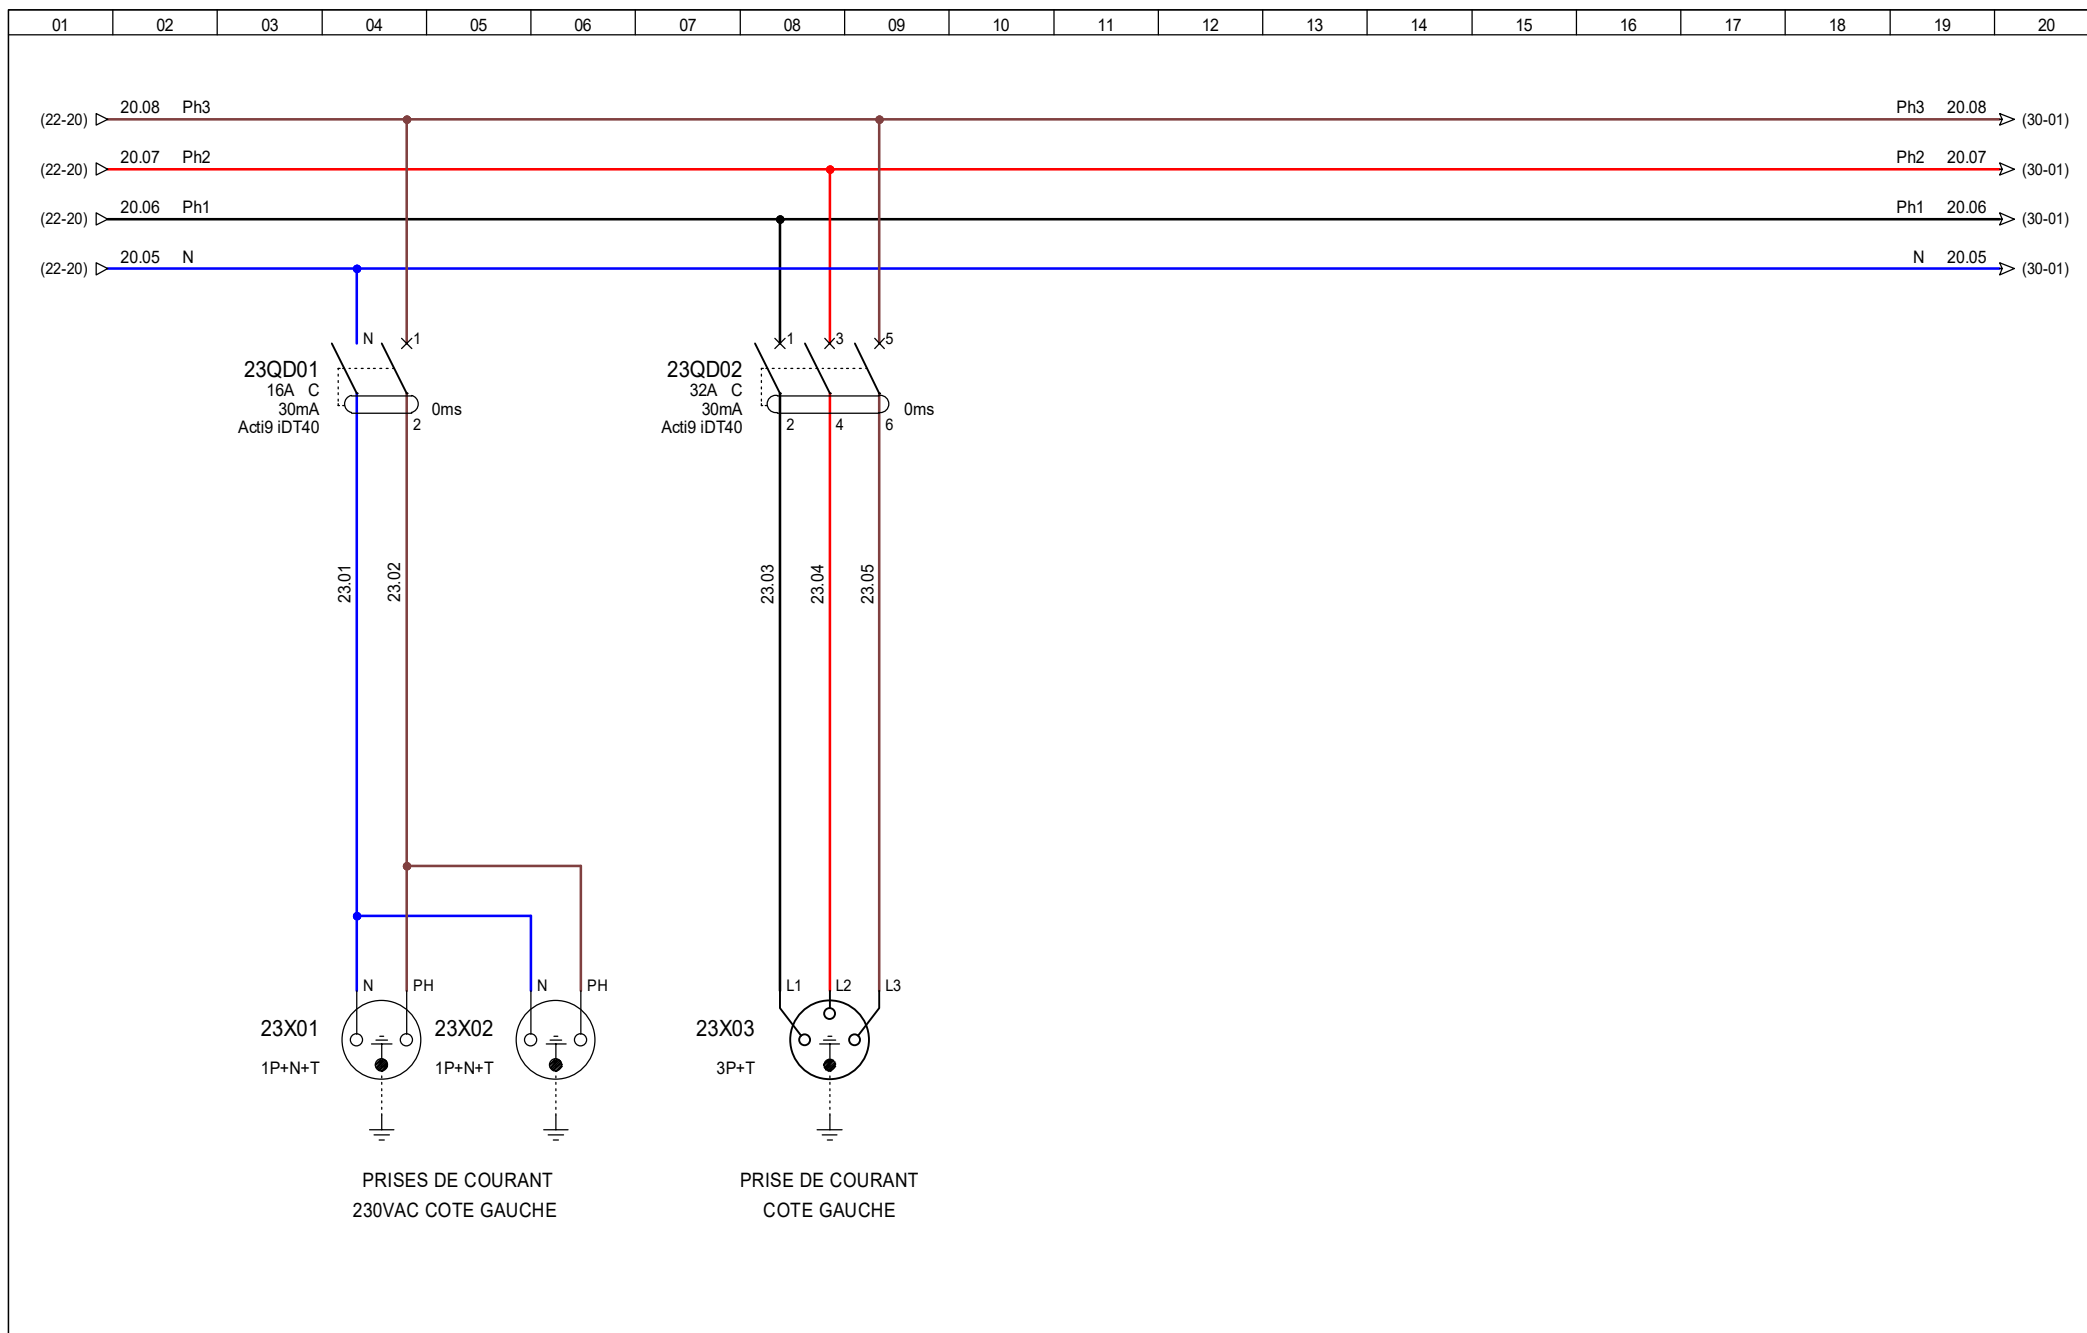 01 02 03 04 05 06 07 08 09 10 11 12 13 14 15 16 17 18 19 20
20.08 Ph3 Ph3 20.08
(22-20) (30-01)
20.07 Ph2 Ph2 20.07
(22-20) (30-01)
20.06 Ph1 Ph1 20.06
(22-20) (30-01)
20.05 N N 20.05
(22-20) (30-01)
N 1 1 3 5
23QD01 23QD02
16A C 32A C
30mA 0ms 30mA 0ms
Acti9 iDT40 2 Acti9 iDT40 2 4 6
23.01 23.02 23.03 23.04 23.05
N PH N PH L1 L2 L3
23X01 23X02 23X03
1P+N+T 1P+N+T 3P+T
PRISES DE COURANT PRISE DE COURANT
230VAC COTE GAUCHE COTE GAUCHE